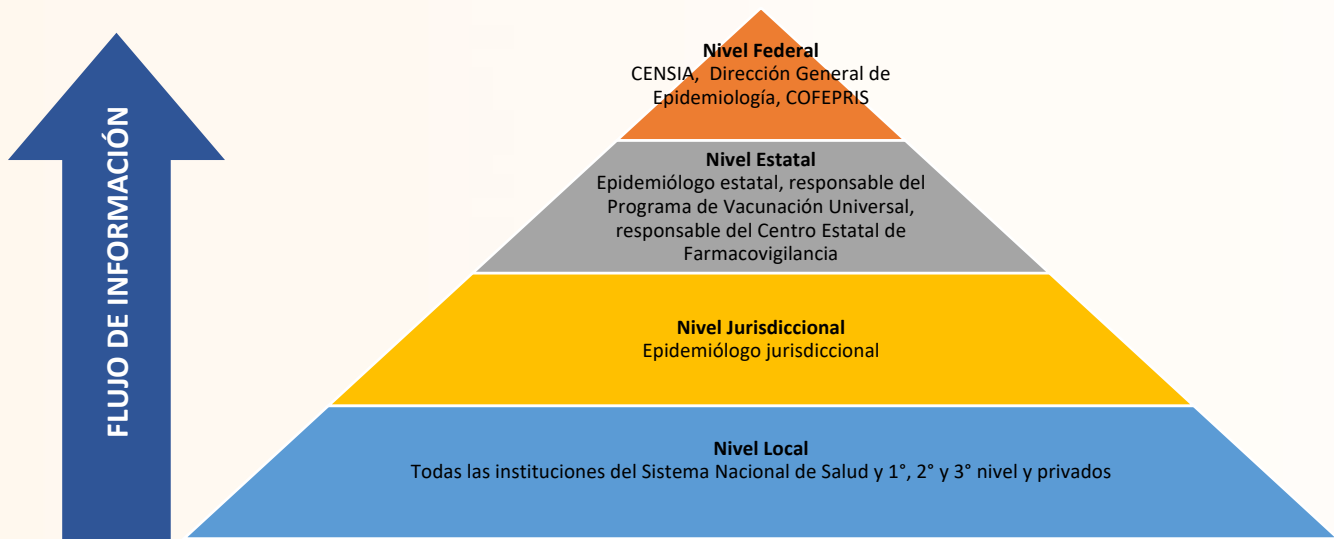 FLUJO DE INFORMACIÓN
Nivel Federal
CENSIA, Dirección General de
Epidemiología, COFEPRIS
Nivel Estatal
Epidemiólogo estatal, responsable del
Programa de Vacunación Universal,
responsable del Centro Estatal de
Farmacovigilancia
Nivel Jurisdiccional
Epidemiólogo jurisdiccional
Nivel Local
Todas las instituciones del Sistema Nacional de Salud y 1°, 2° y 3° nivel y privados